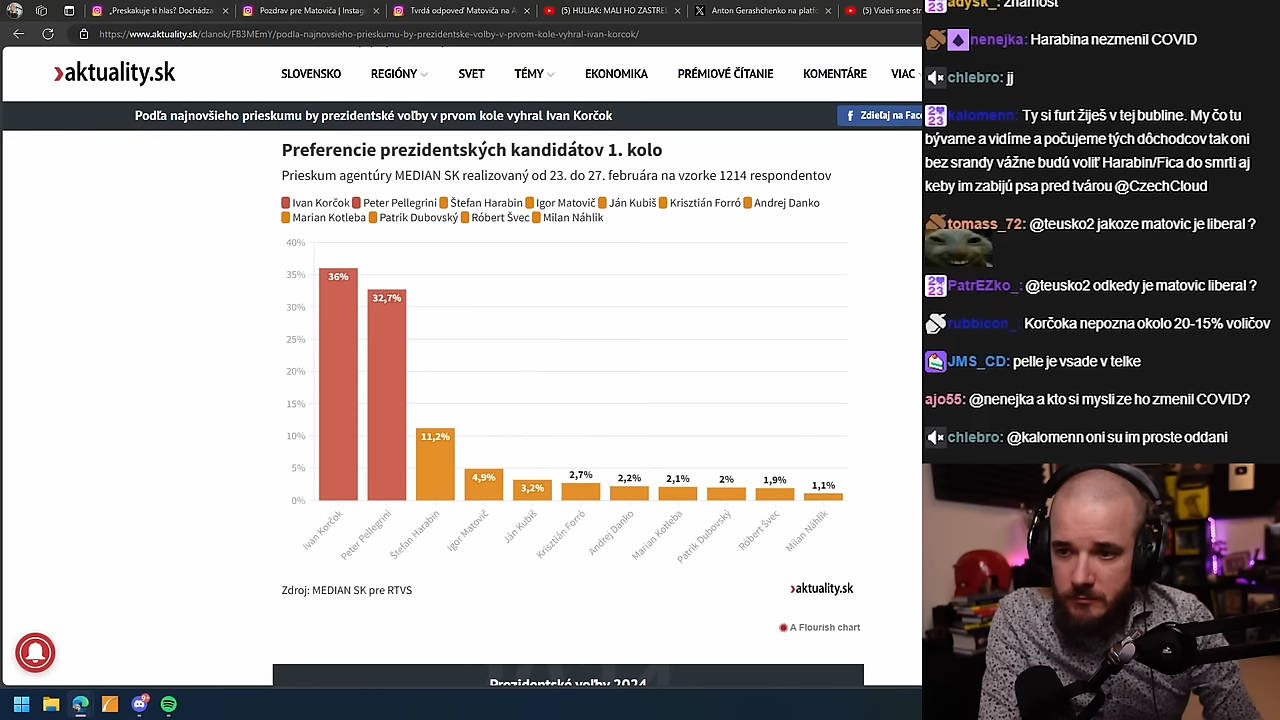 „Preskakuje ti hlas? Dochádza
Pozdrav pre Matoviča | Instag
Tvrdá odpoveď Matoviča na A
(5) HULIAK: MALI HO ZASTREL
Anton Gerashchenko na platfo
(5) Videli sme str
https://www.aktuality.sk/clanok/FB3MEmY/podla-najnovsieho-prieskumu-by-prezidentske-volby-v-prvom-kole-vyhral-ivan-korcok/
aktuality.sk
SLOVENSKO REGIÓNY SVET TÉMY EKONOMIKA PRÉMIOVÉ ČÍTANIE KOMENTÁRE VIAC
Podľa najnovšieho prieskumu by prezidentské voľby v prvom kole vyhral Ivan Korčok
Zdieľaj na Fac
Preferencie prezidentských kandidátov 1. kolo
Prieskum agentúry MEDIAN SK realizovaný od 23. do 27. februára na vzorke 1214 respondentov
Ivan Korčok Peter Pellegrini Štefan Harabin Igor Matovič Ján Kubiš Krisztián Forró Andrej Danko
Marian Kotleba Patrik Dubovský Róbert Švec Milan Náhlik
40%
35%
30%
25%
20%
15%
10%
5%
0%
36%
32,7%
11,2%
4,9%
3,2%
2,7%
2,2%
2,1%
2%
1,9%
1,1%
Ivan Korčok
Peter Pellegrini
Štefan Harabin
Igor Matovič
Ján Kubiš
Krisztián Forró
Andrej Danko
Marian Kotleba
Patrik Dubovský
Róbert Švec
Milan Náhlik
Zdroj: MEDIAN SK pre RTVS
aktuality.sk
A Flourish chart
Prezidentské voľby 2024
adysk_: známosť
nenejka: Harabina nezmenil COVID
chlebro: jj
kalomenn: Ty si furt žiješ v tej bubline. My čo tu
bývame a vidíme a počujeme tých dôchodcov tak oni
bez srandy vážne budú voliť Harabin/Fica do smrti aj
keby im zabijú psa pred tvárou @CzechCloud
tomass_72: @teusko2 jakoze matovic je liberal ?
PatrEZko_: @teusko2 odkedy je matovic liberal ?
rubbicon_: Korčoka nepozna okolo 20-15% voličov
JMS_CD: pelle je vsade v telke
ajo55: @nenejka a kto si mysli ze ho zmenil COVID?
chlebro: @kalomenn oni su im proste oddani